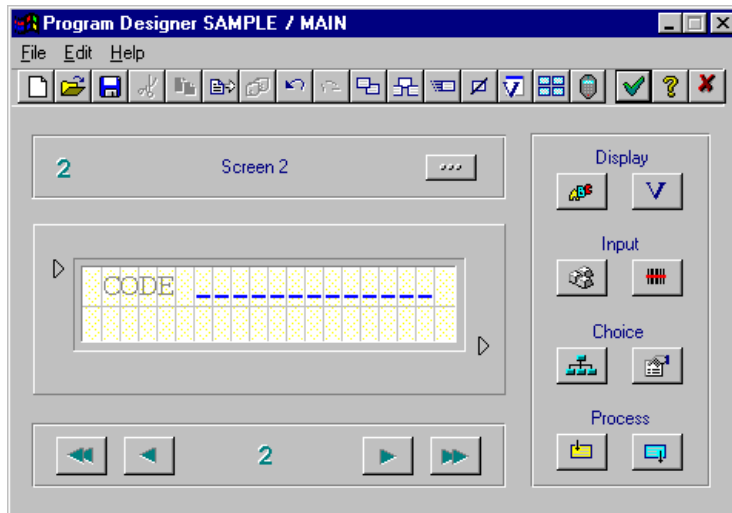 Program Designer SAMPLE / MAIN
File Edit Help
2 Screen 2
Display
V
Input
CODE _ _ _ _ _ _ _ _ _ _ _ _
Choice
Process
2